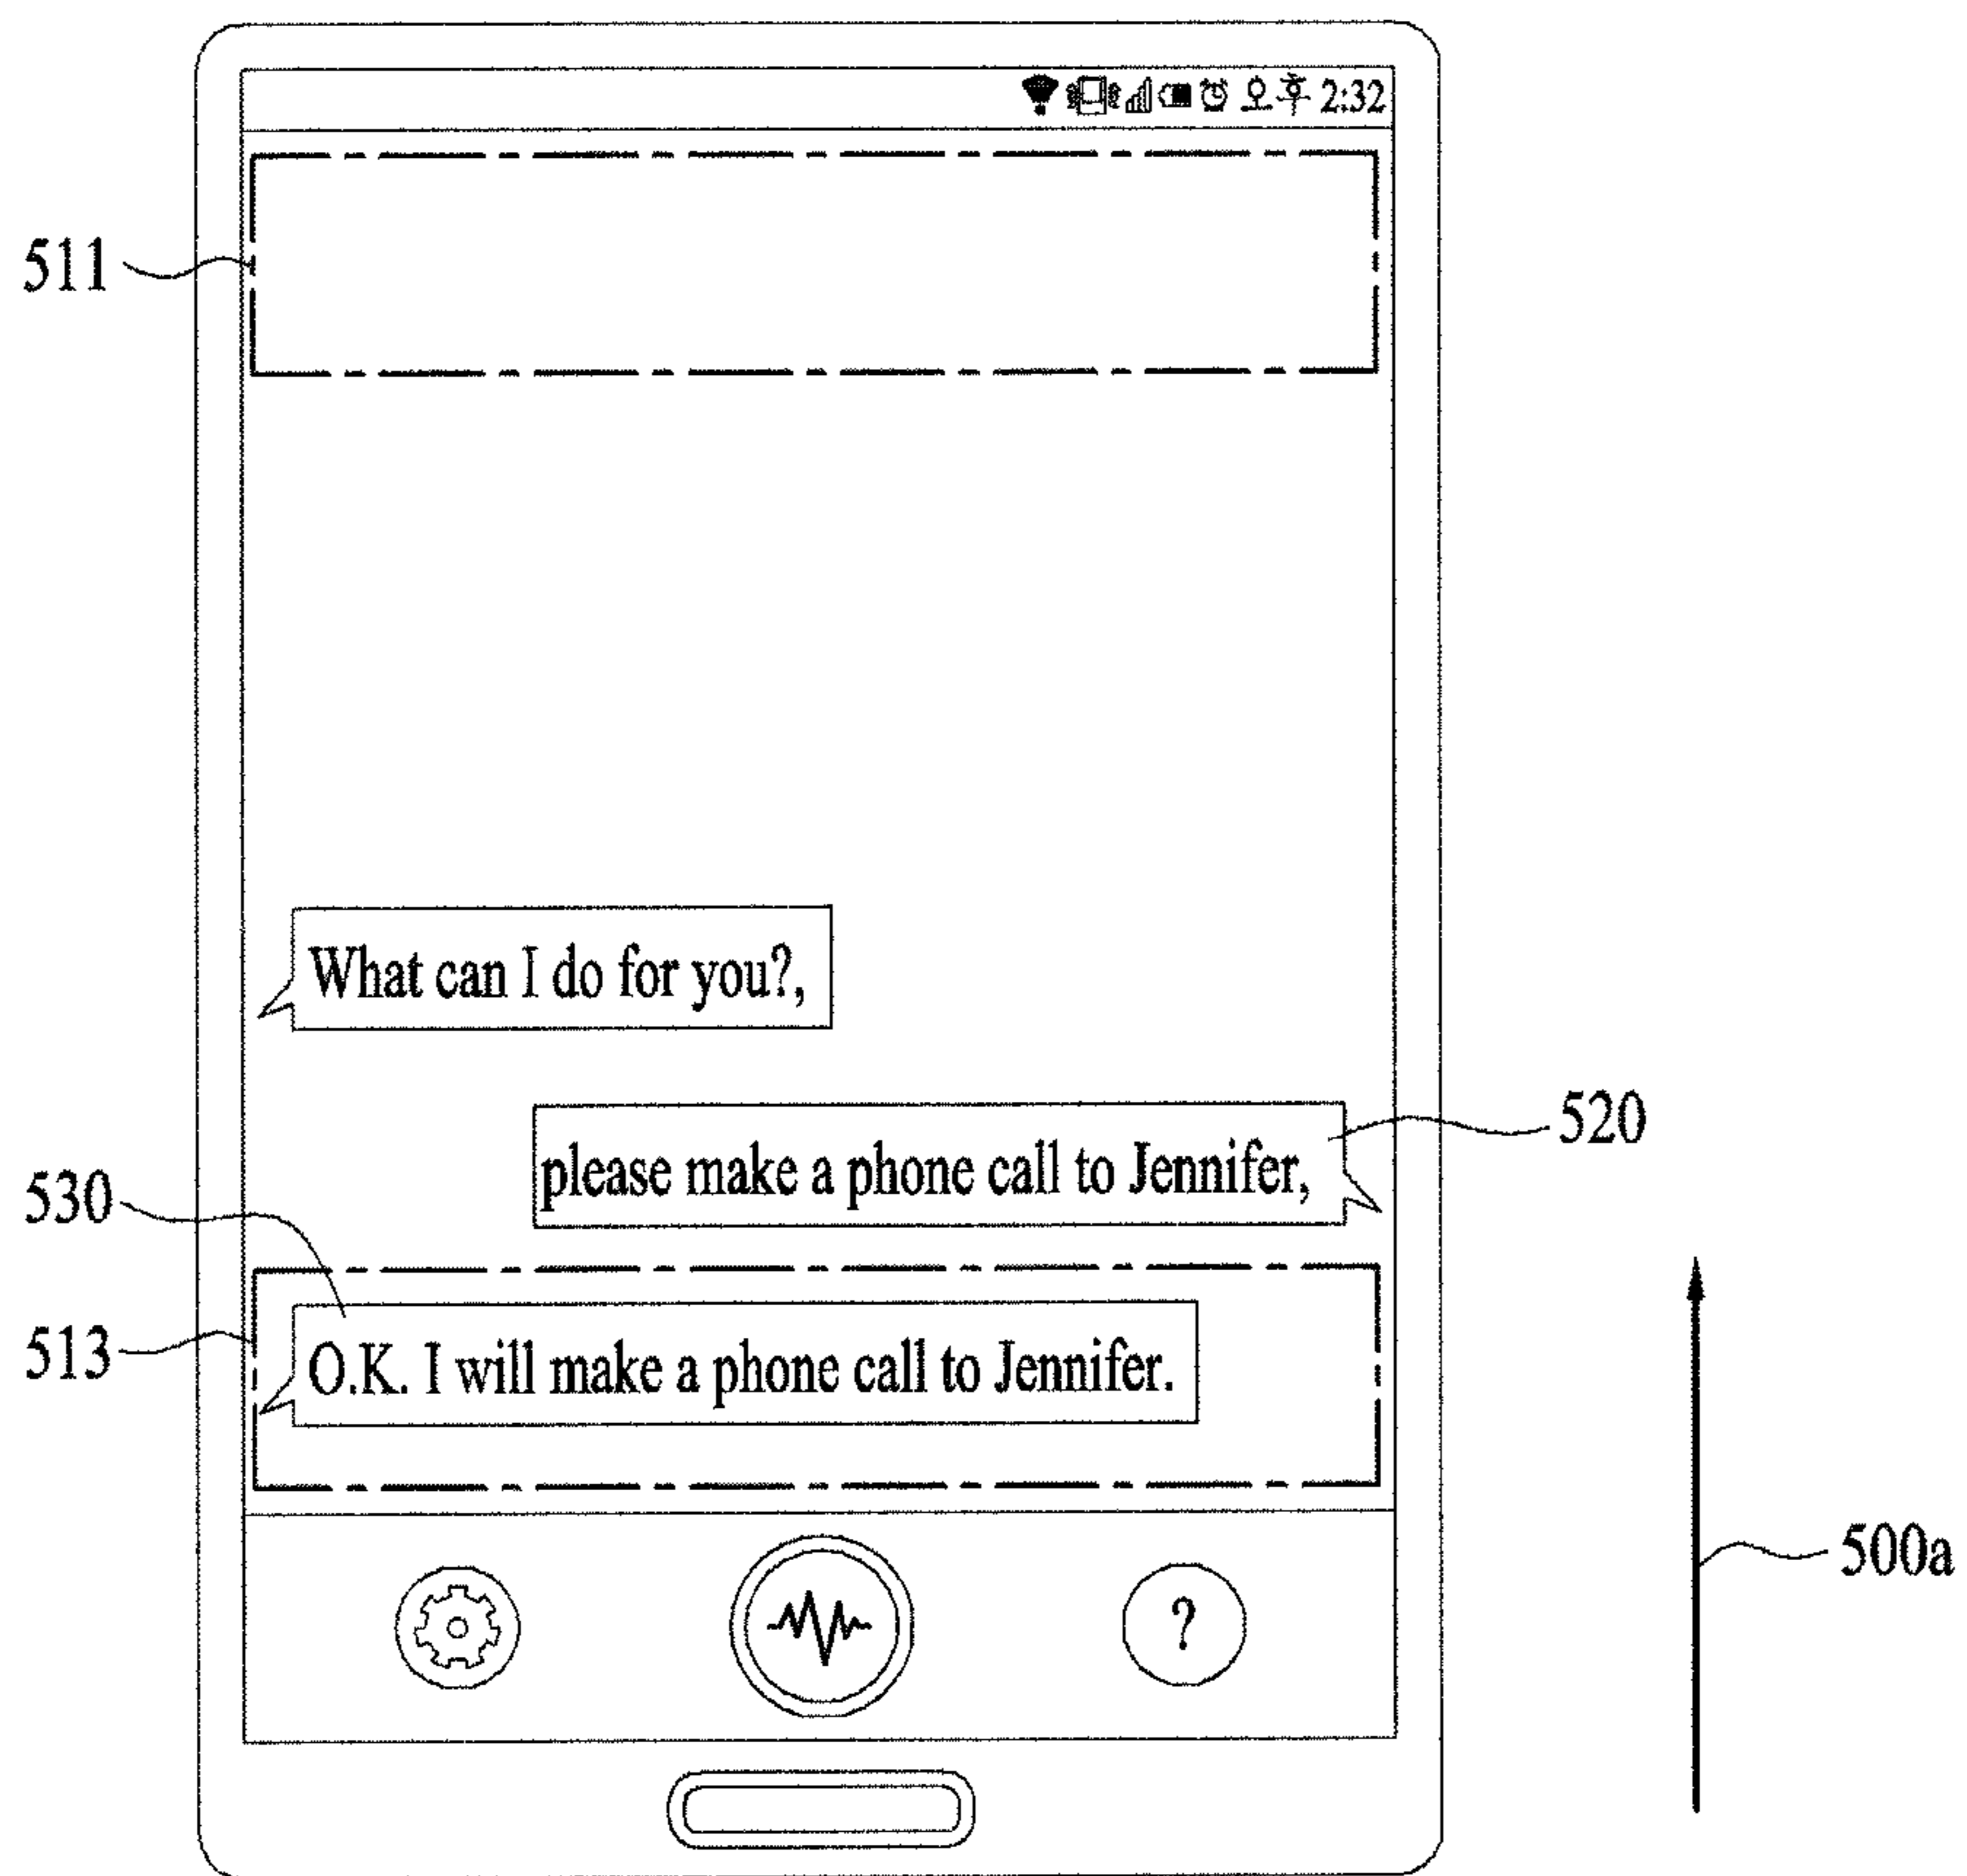 오후 2:32
511
What can I do for you?,
520
please make a phone call to Jennifer,
530
513
O.K. I will make a phone call to Jennifer.
500a
?